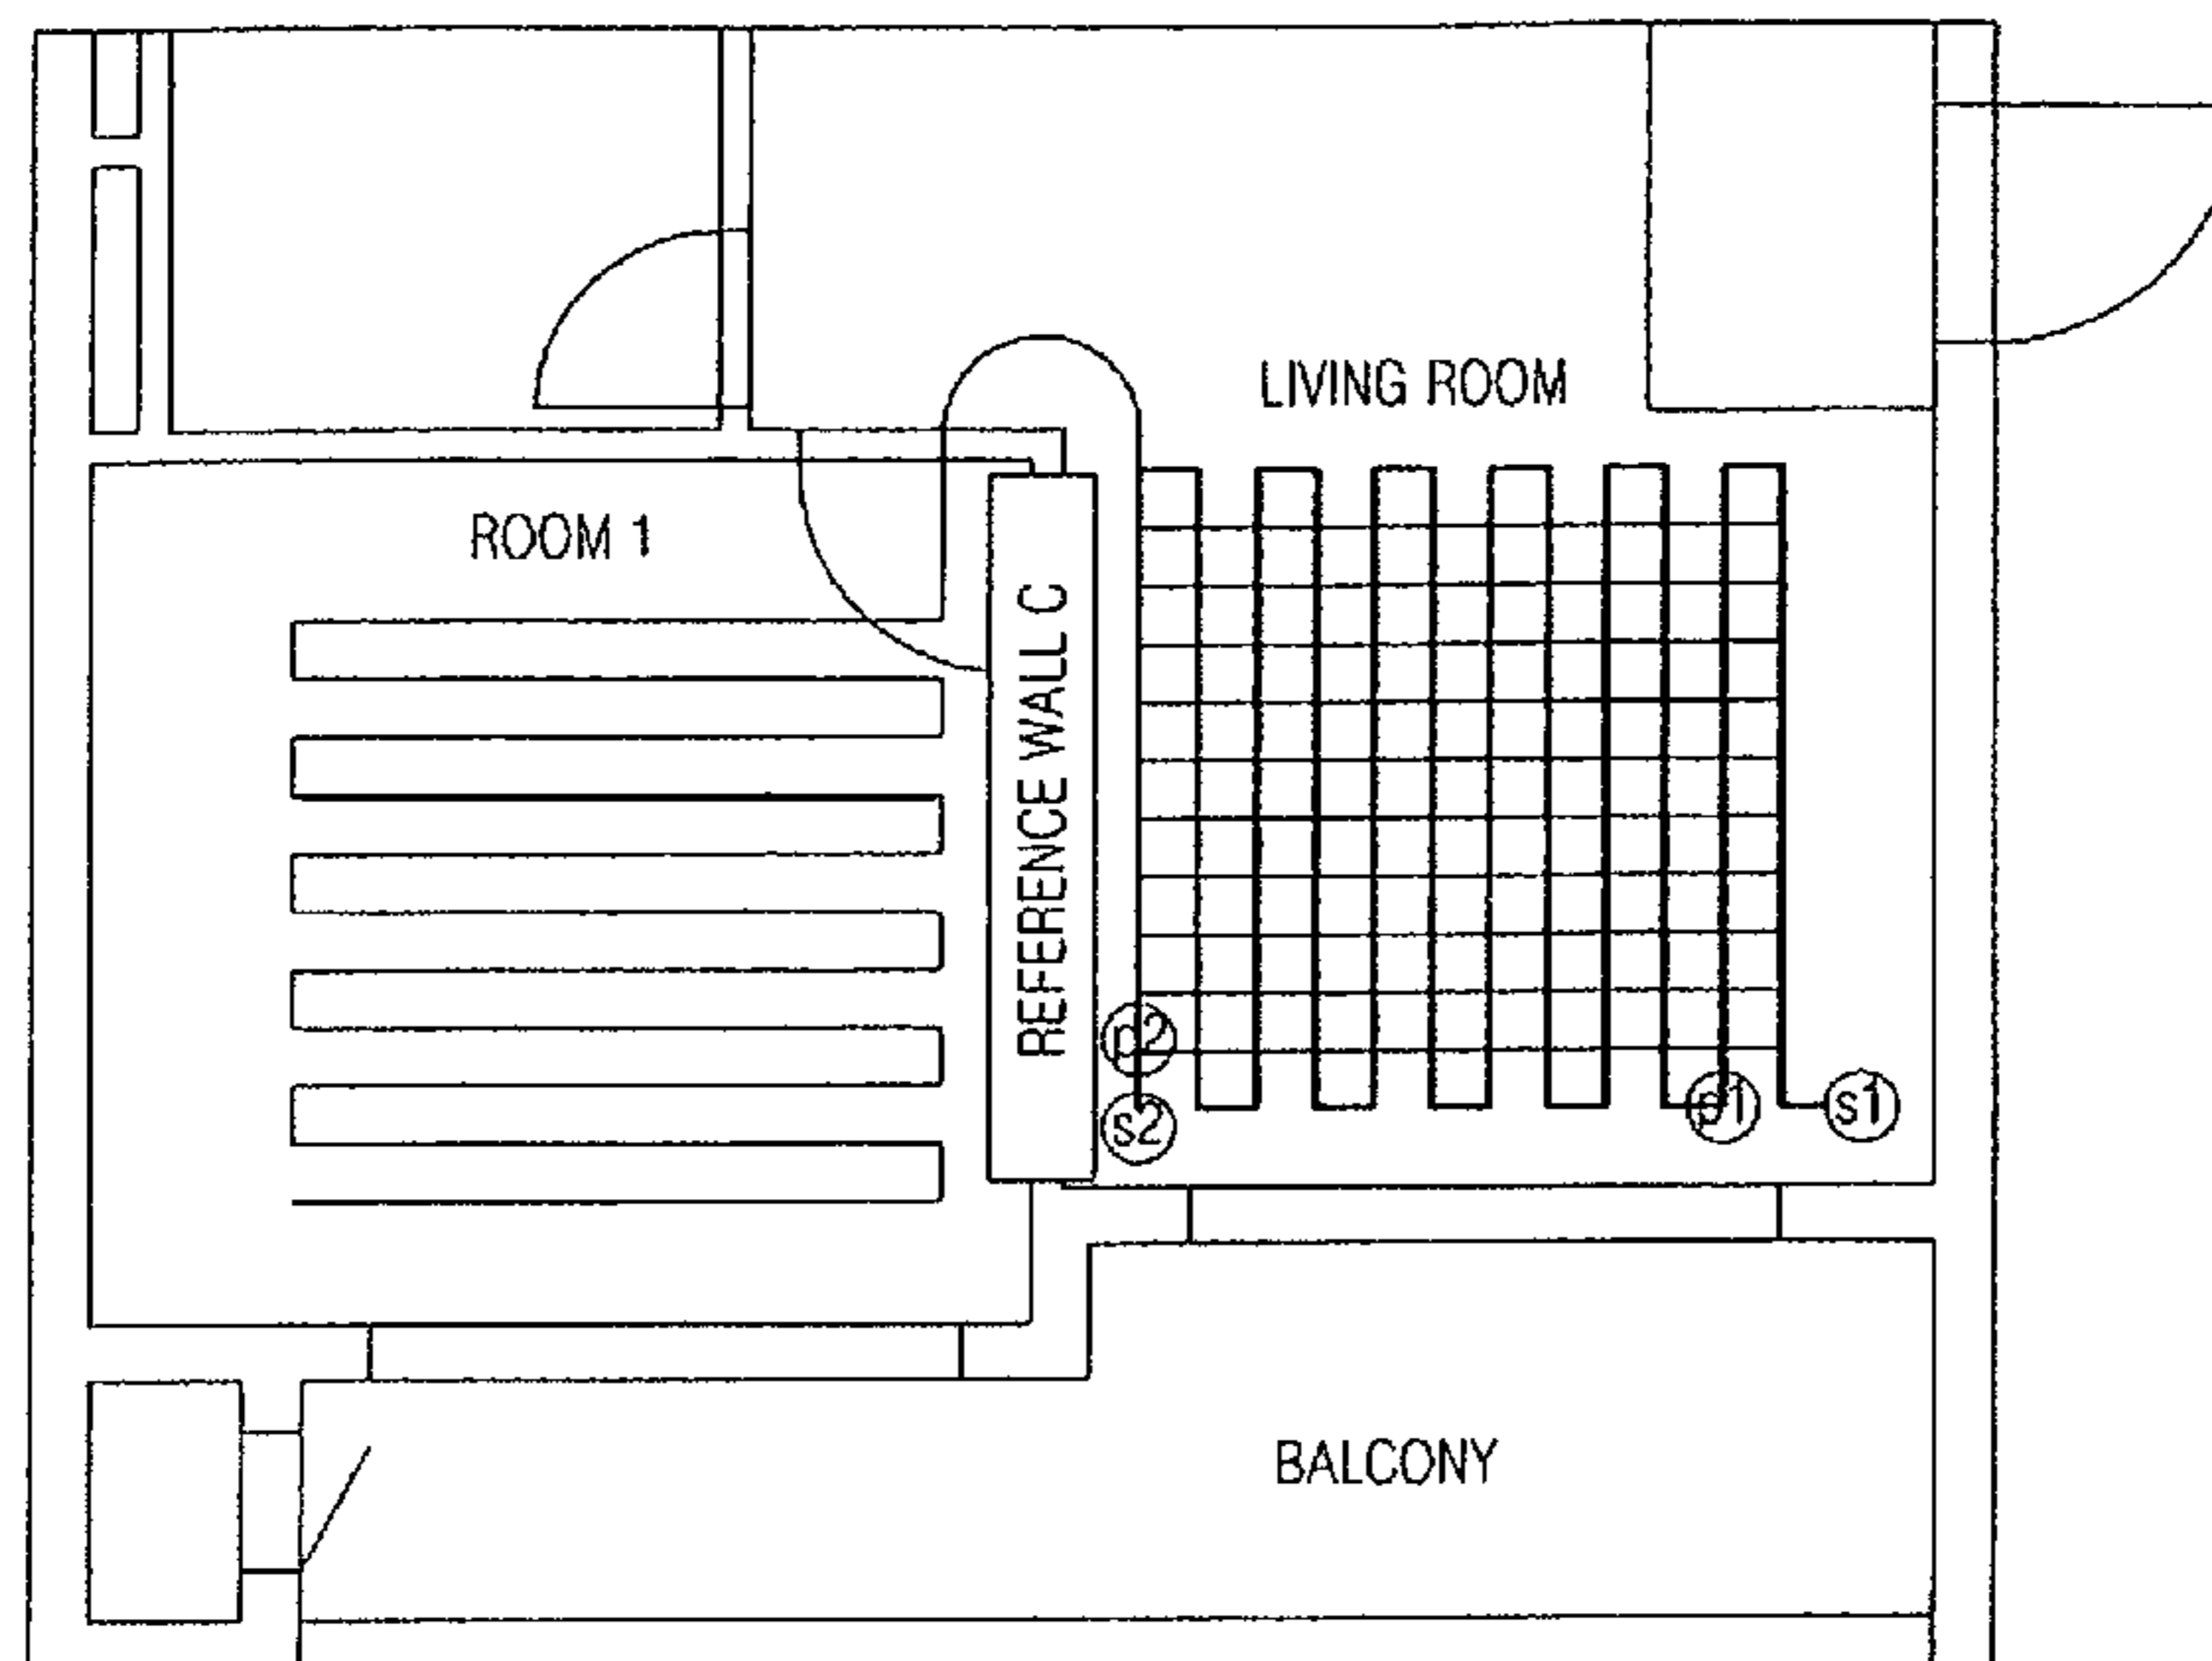 LIVING ROOM
ROOM 1
REFERENCE WALL C
p2
s2
p1
s1
BALCONY